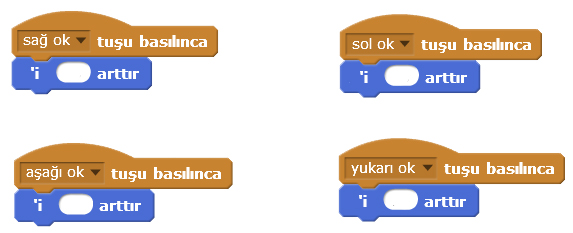 sağ ok tuşu basılınca
'i arttır
sol ok tuşu basılınca
'i arttır
aşağı ok tuşu basılınca
'i arttır
yukarı ok tuşu basılınca
'i arttır